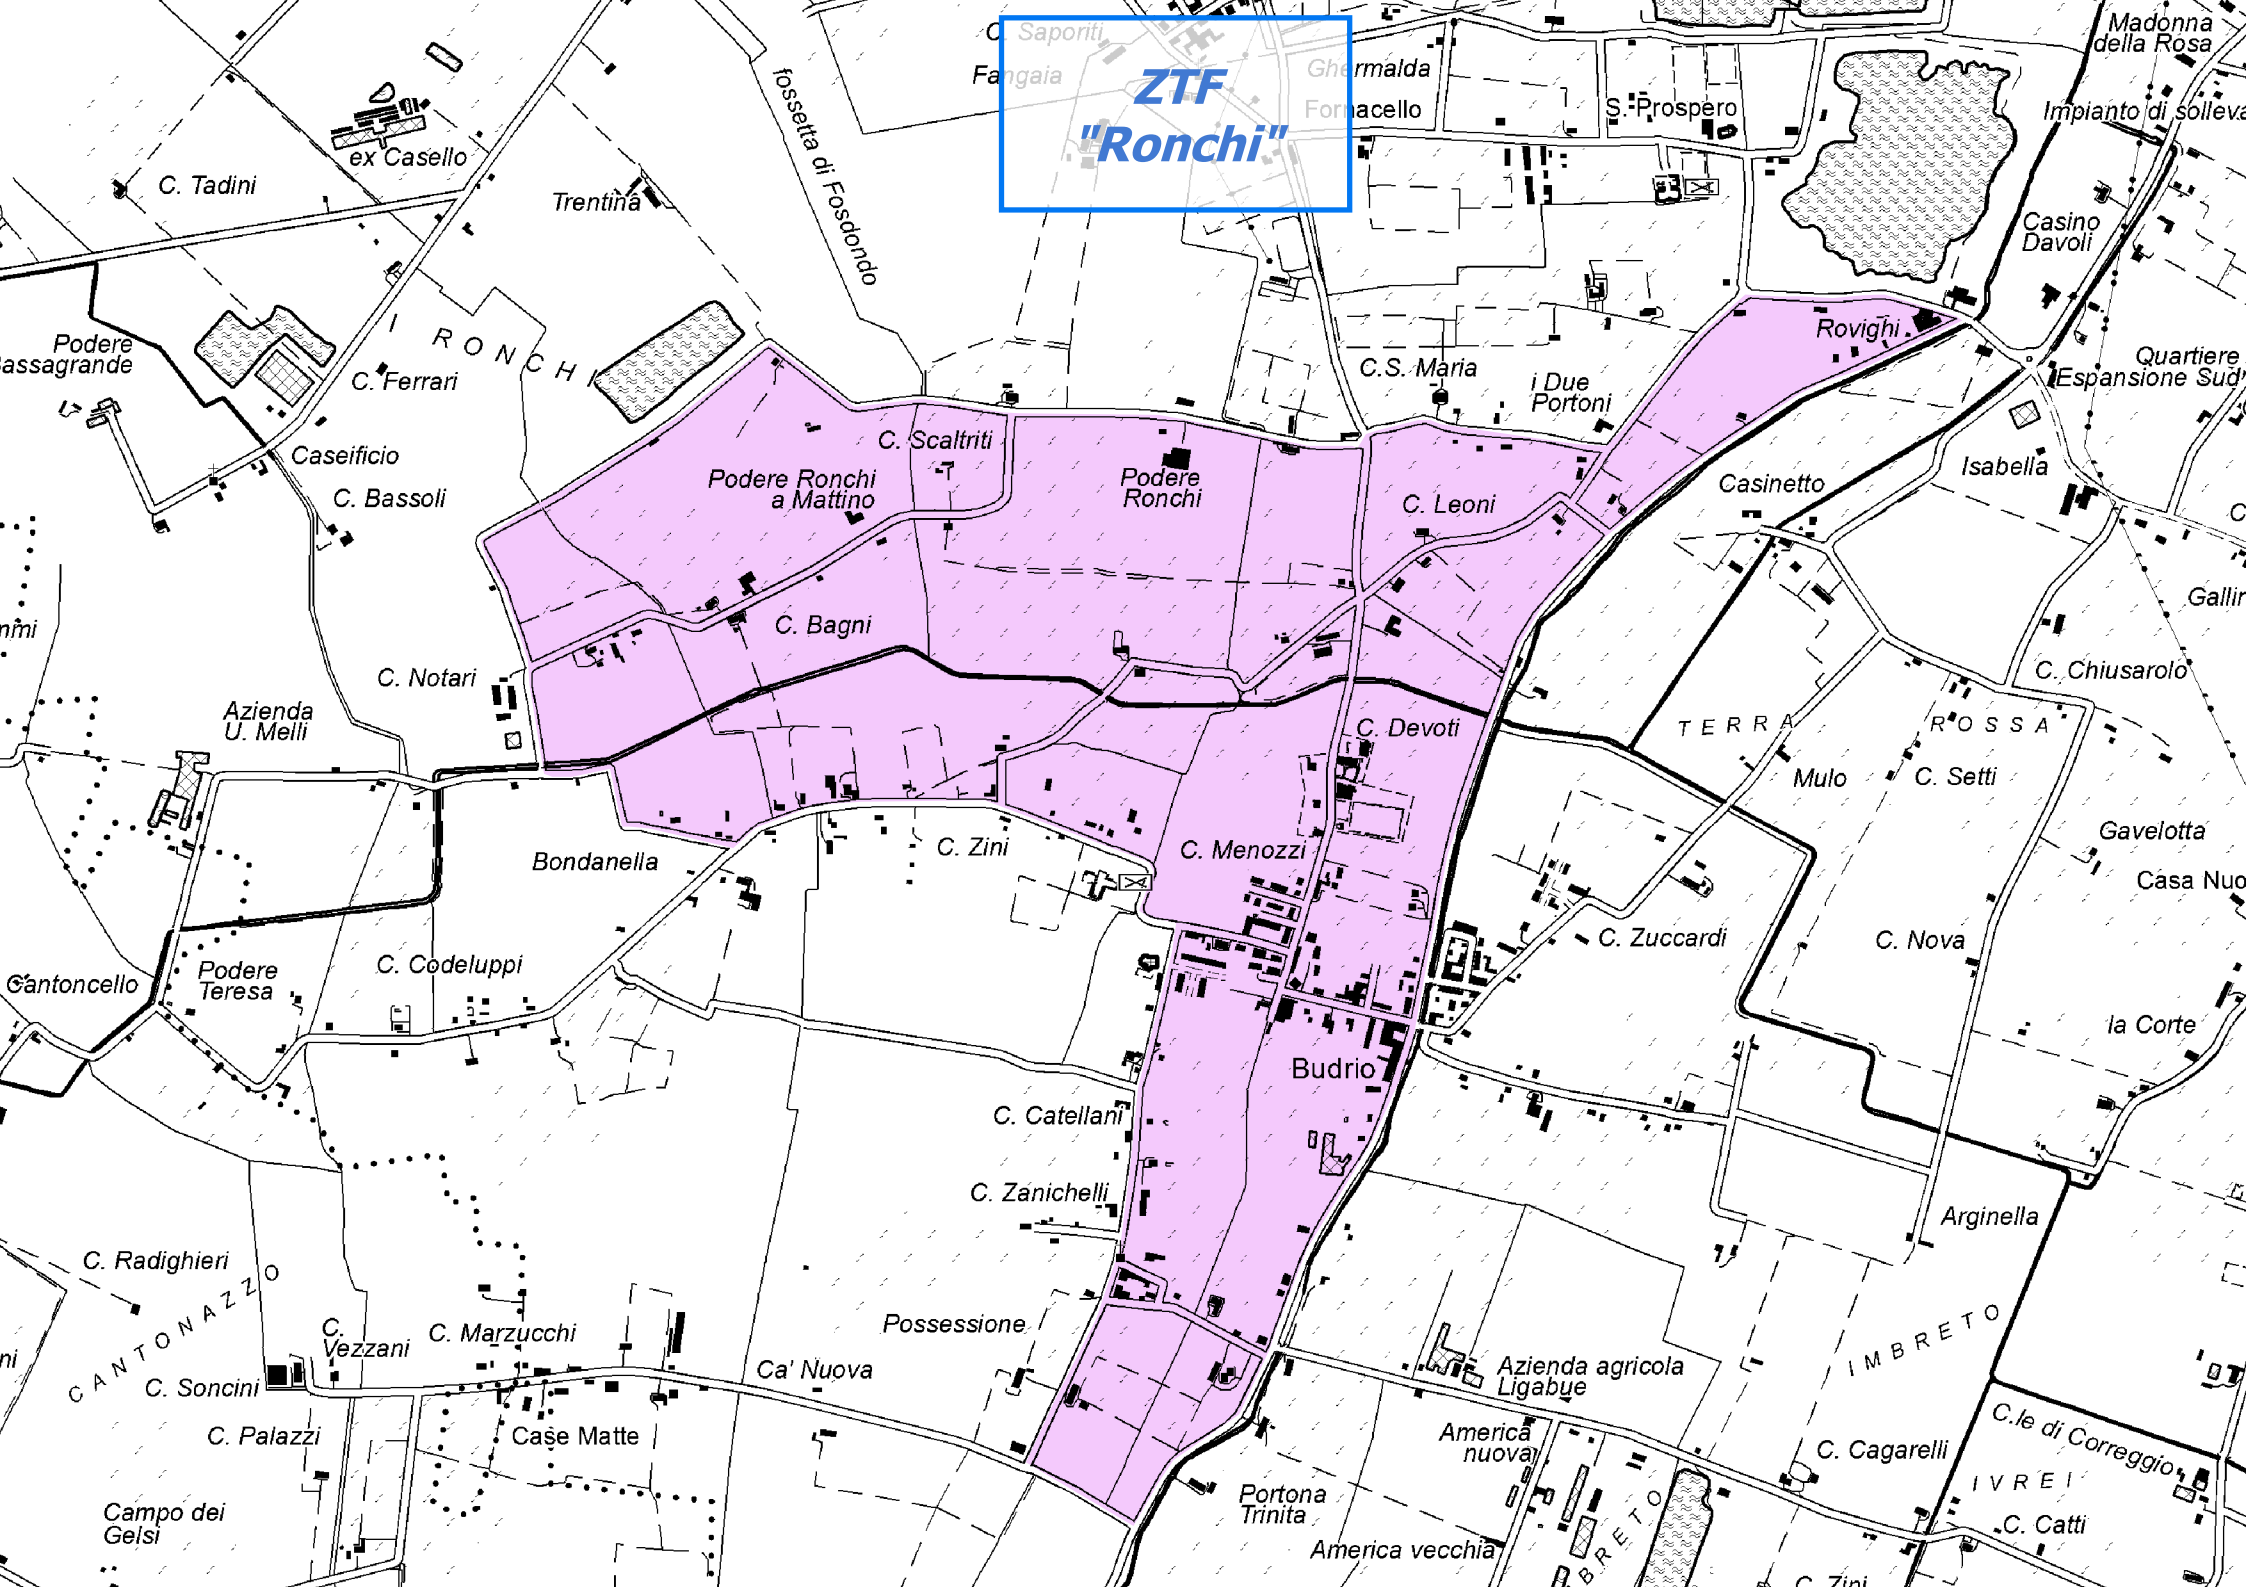 ZTF
"Ronchi"
C. Saporiti
Fangaia
Ghermalda
Fornacello
S. Prospero
Madonna
della Rosa
Impianto di solleva
fossetta di Fosdondo
ex Casello
C. Tadini
Trentina
Casino
Davoli
Podere
Bassagrande
I RONCHI
C. Ferrari
Rovighi
C.S. Maria
i Due
Portoni
Quartiere
Espansione Sud
C. Scaltriti
Caseificio
C. Bassoli
Podere Ronchi
a Mattino
Podere
Ronchi
C. Leoni
Casinetto
Isabella
C. Bagni
C. Notari
C. Chiusarolo
Azienda
U. Melli
C. Devoti
TERRA ROSSA
Mulo
C. Setti
Gavelotta
Bondanella
C. Zini
C. Menozzi
Casa Nuo
C. Zuccardi
C. Nova
Cantoncello
Podere
Teresa
C. Codeluppi
la Corte
Budrio
C. Catellani
C. Zanichelli
Arginella
C. Radighieri
CANTONAZZO
C.
Vezzani
C. Marzucchi
Possessione
IMBRETO
C. Soncini
Ca' Nuova
Azienda agricola
Ligabue
C. Palazzi
Case Matte
America
nuova
C. Cagarelli
C.le di Correggio
IVREI
Campo dei
Gelsi
Portona
Trinita
America vecchia
BRETO
C. Catti
C. Zini